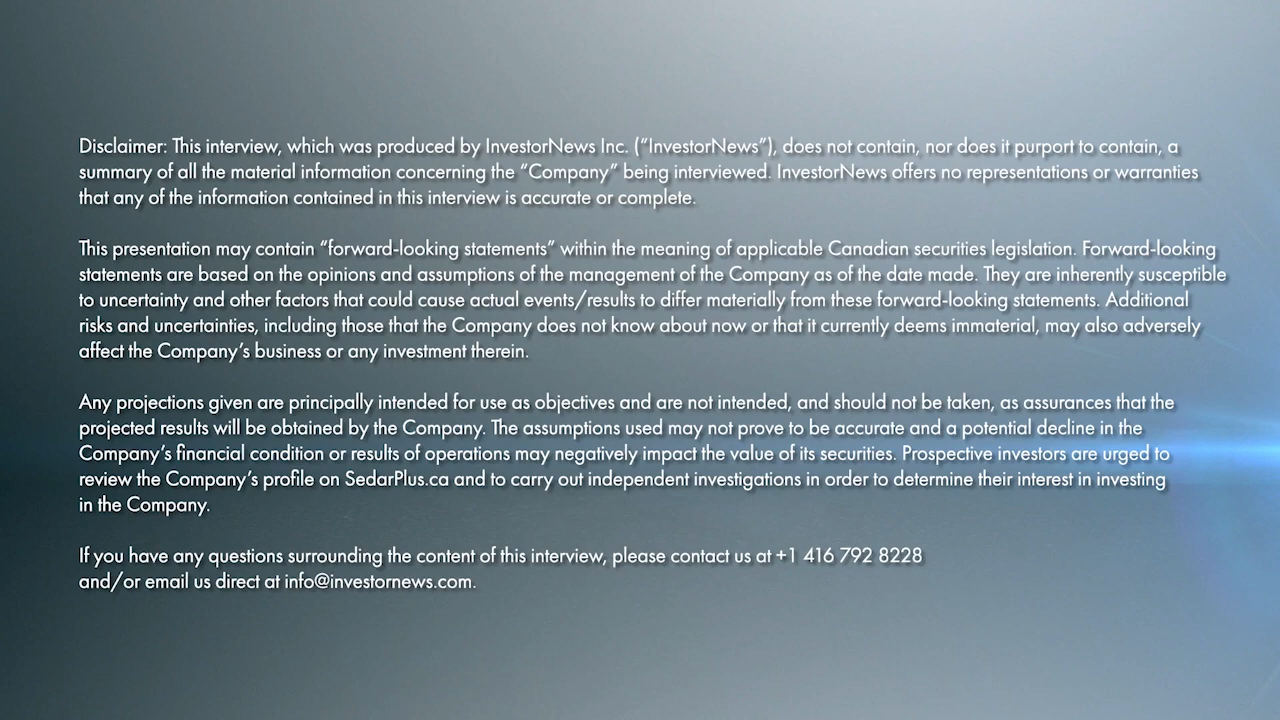 Disclaimer: This interview, which was produced by InvestorNews Inc. (“InvestorNews”), does not contain, nor does it purport to contain, a
summary of all the material information concerning the “Company” being interviewed. InvestorNews offers no representations or warranties
that any of the information contained in this interview is accurate or complete.
This presentation may contain “forward-looking statements” within the meaning of applicable Canadian securities legislation. Forward-looking
statements are based on the opinions and assumptions of the management of the Company as of the date made. They are inherently susceptible
to uncertainty and other factors that could cause actual events/results to differ materially from these forward-looking statements. Additional
risks and uncertainties, including those that the Company does not know about now or that it currently deems immaterial, may also adversely
affect the Company’s business or any investment therein.
Any projections given are principally intended for use as objectives and are not intended, and should not be taken, as assurances that the
projected results will be obtained by the Company. The assumptions used may not prove to be accurate and a potential decline in the
Company’s financial condition or results of operations may negatively impact the value of its securities. Prospective investors are urged to
review the Company’s profile on SedarPlus.ca and to carry out independent investigations in order to determine their interest in investing
in the Company.
If you have any questions surrounding the content of this interview, please contact us at +1 416 792 8228
and/or email us direct at info@investornews.com.